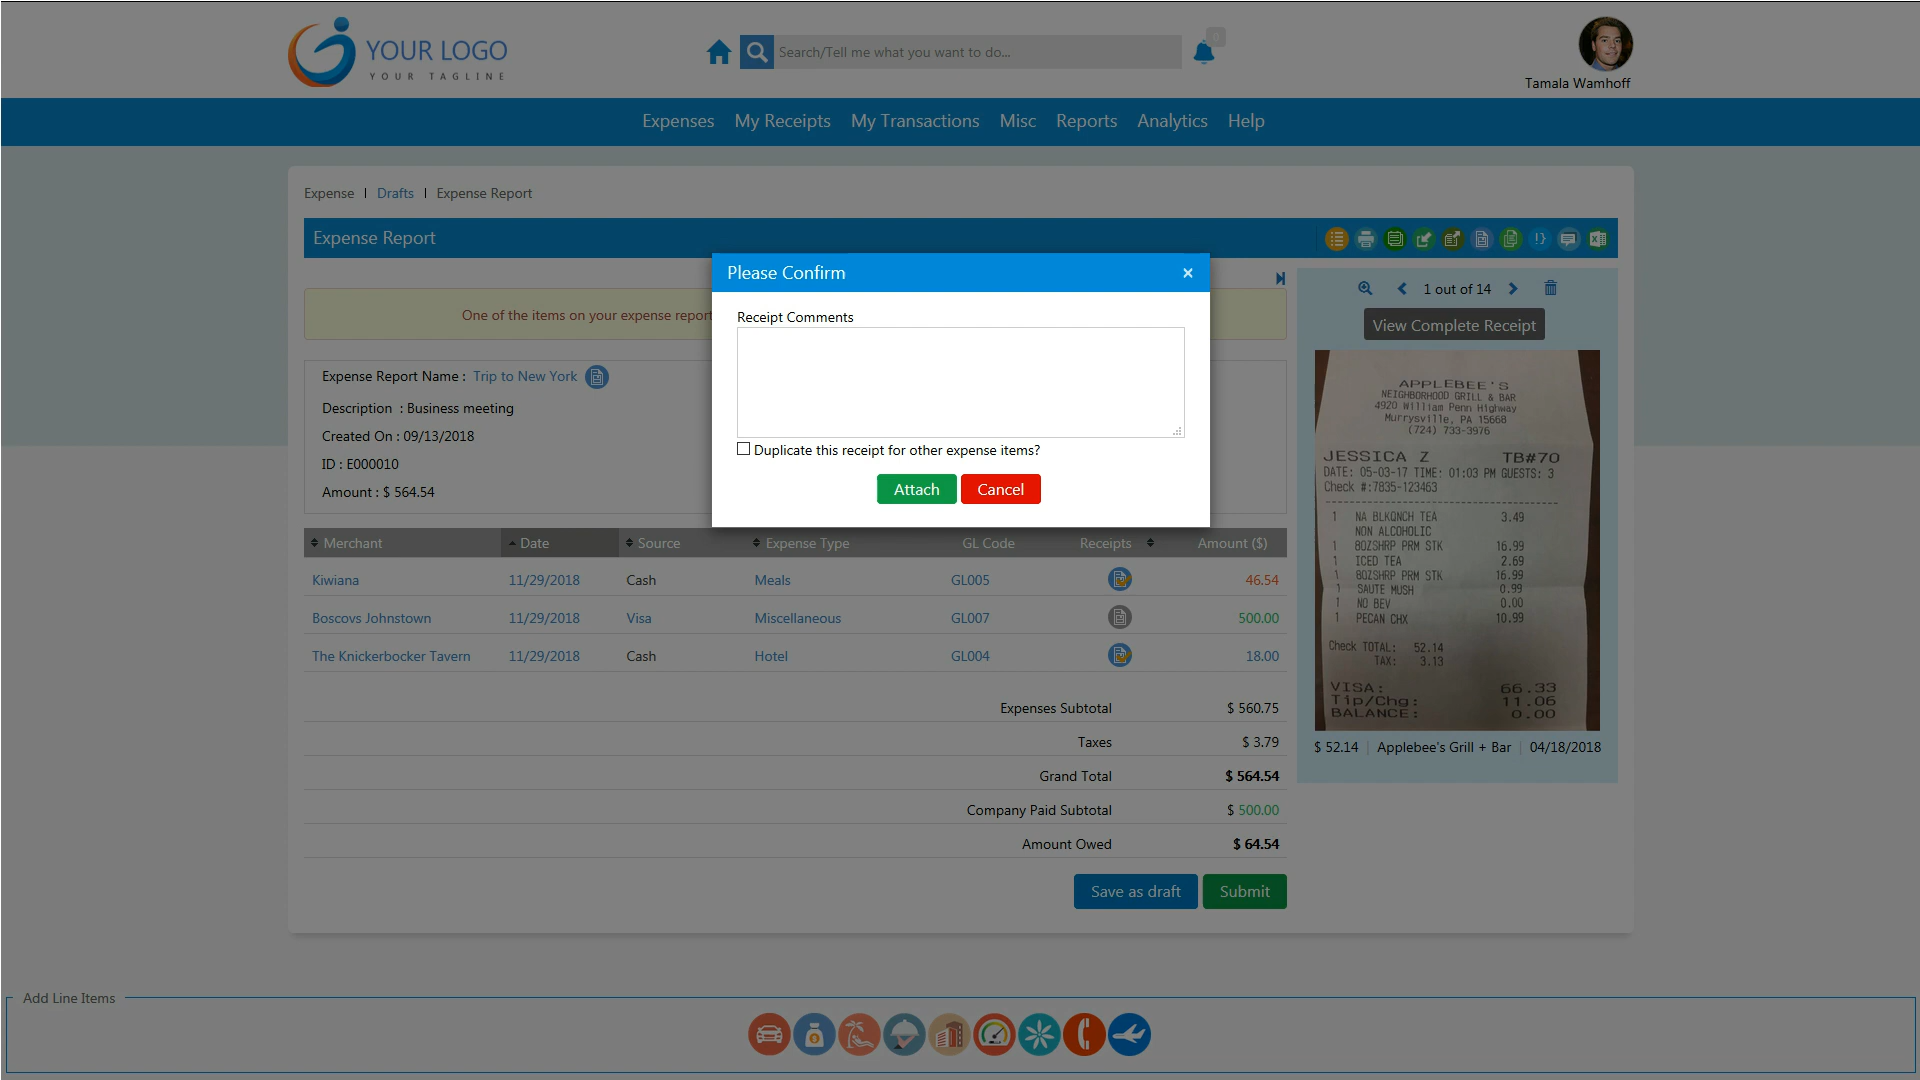 YOUR LOGO
YOUR TAGLINE
Search/Tell me what you want to do...
0
Tamala Wamhoff
Expenses My Receipts My Transactions Misc Reports Analytics Help
Expense | Drafts | Expense Report
Expense Report
Please Confirm
Receipt Comments
Duplicate this receipt for other expense items?
Attach Cancel
One of the items on your expense report
Expense Report Name : Trip to New York
Description : Business meeting
Created On : 09/13/2018
ID : E000010
Amount : $ 564.54
Merchant Date Source Expense Type GL Code Receipts Amount ($)
Kiwiana 11/29/2018 Cash Meals GL005 46.54
Boscovs Johnstown 11/29/2018 Visa Miscellaneous GL007 500.00
The Knickerbocker Tavern 11/29/2018 Cash Hotel GL004 18.00
Expenses Subtotal $ 560.75
Taxes $ 3.79
Grand Total $ 564.54
Company Paid Subtotal $ 500.00
Amount Owed $ 64.54
Save as draft Submit
1 out of 14
View Complete Receipt
APPLEBEE'S
NEIGHBORHOOD GRILL & BAR
4920 William Penn Highway
Murrysville, PA 15668
(724) 733-3976
JESSICA Z TB#70
DATE: 05-03-17 TIME: 01:03 PM GUESTS: 3
Check #:7835-123463
1 NA BLKQNCH TEA 3.49
NON ALCOHOLIC
1 8OZSHRP PRM STK 16.99
1 ICED TEA 2.69
1 8OZSHRP PRM STK 16.99
1 SAUTE MUSH 0.99
1 NO BEV 0.00
1 PECAN CHX 10.99
Check TOTAL: 52.14
TAX: 3.13
VISA: 66.33
Tip/Chg: 11.06
BALANCE: 0.00
$ 52.14 | Applebee's Grill + Bar | 04/18/2018
Add Line Items